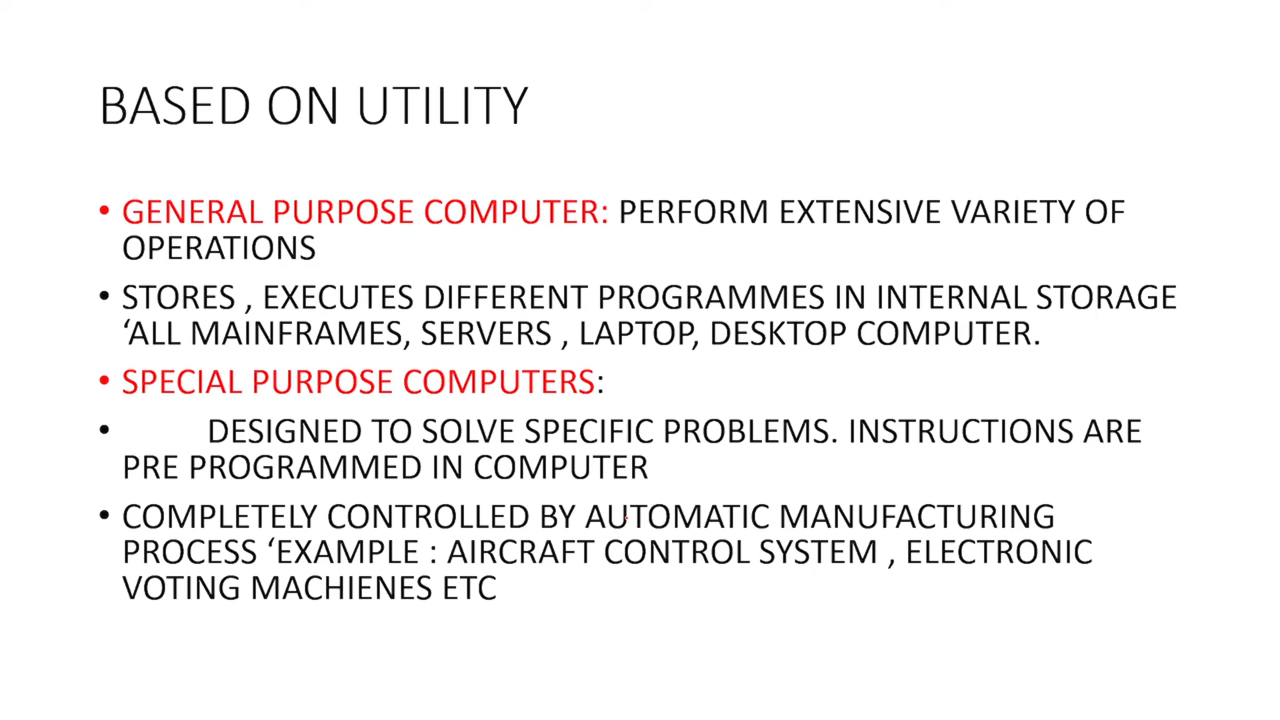 BASED ON UTILITY
• GENERAL PURPOSE COMPUTER: PERFORM EXTENSIVE VARIETY OF
OPERATIONS
• STORES , EXECUTES DIFFERENT PROGRAMMES IN INTERNAL STORAGE
‘ALL MAINFRAMES, SERVERS , LAPTOP, DESKTOP COMPUTER.
• SPECIAL PURPOSE COMPUTERS:
• DESIGNED TO SOLVE SPECIFIC PROBLEMS. INSTRUCTIONS ARE
PRE PROGRAMMED IN COMPUTER
• COMPLETELY CONTROLLED BY AUTOMATIC MANUFACTURING
PROCESS ‘EXAMPLE : AIRCRAFT CONTROL SYSTEM , ELECTRONIC
VOTING MACHIENES ETC